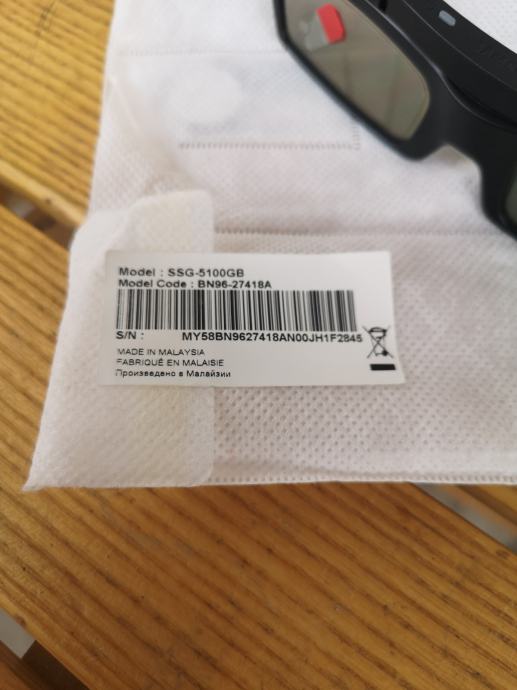 Model : SSG-5100GB
Model Code : BN96-27418A
S/N : MY58BN9627418AN00JH1F2845
MADE IN MALAYSIA
FABRIQUÉ EN MALAISIE
Произведено в Малайзии